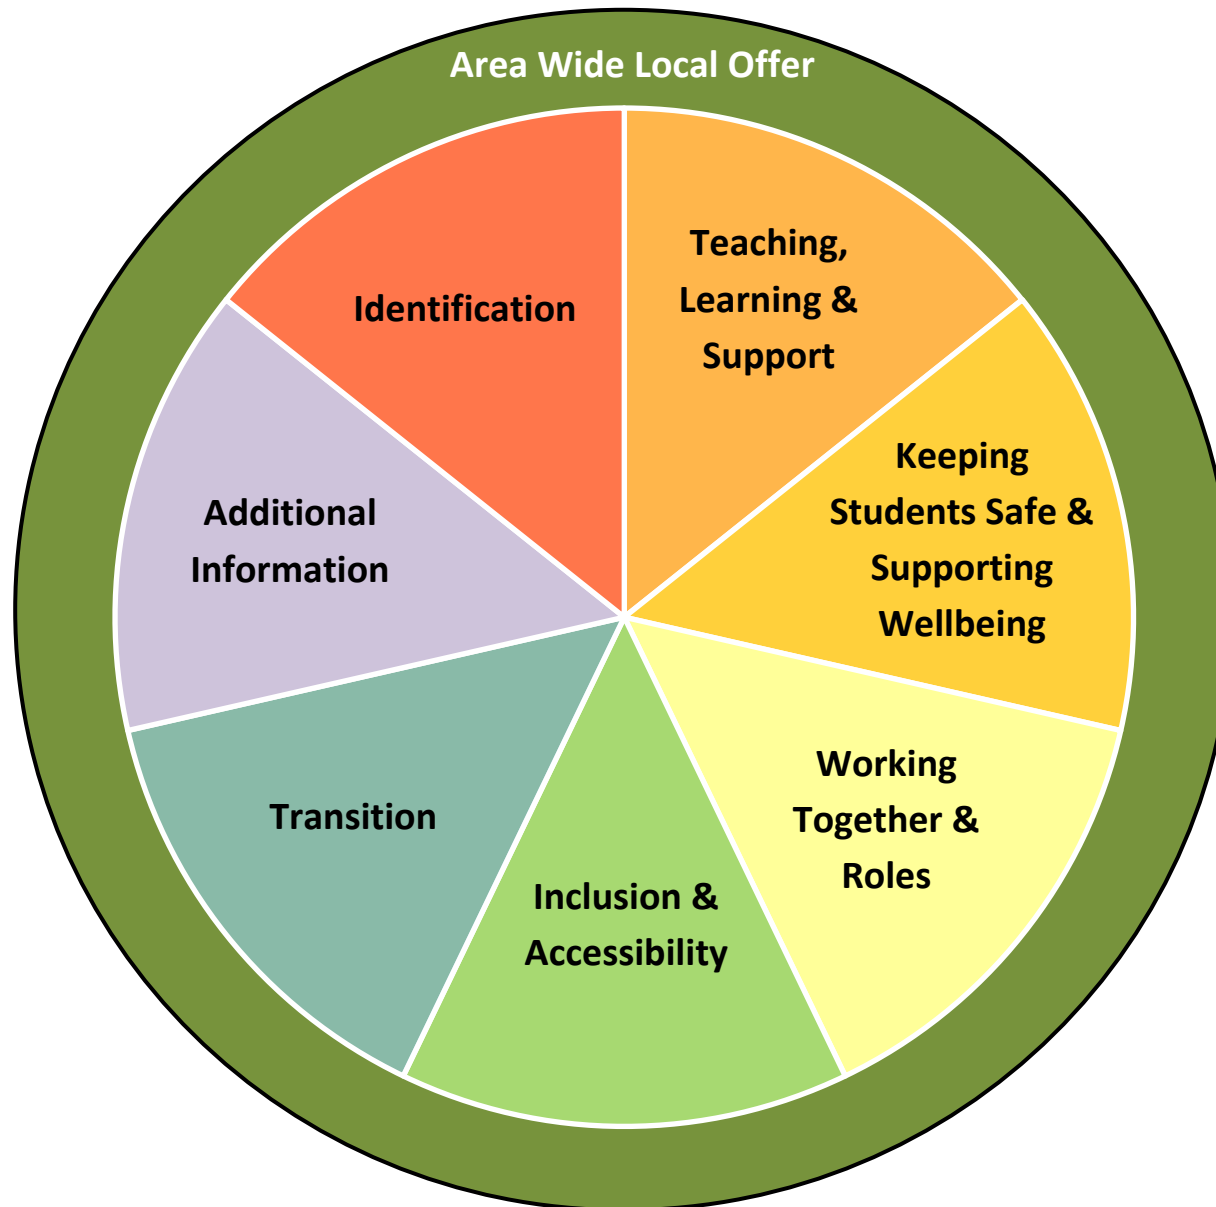 Area Wide Local Offer
Identification
Teaching,
Learning &
Support
Keeping
Students Safe &
Supporting
Wellbeing
Working
Together &
Roles
Inclusion &
Accessibility
Transition
Additional
Information